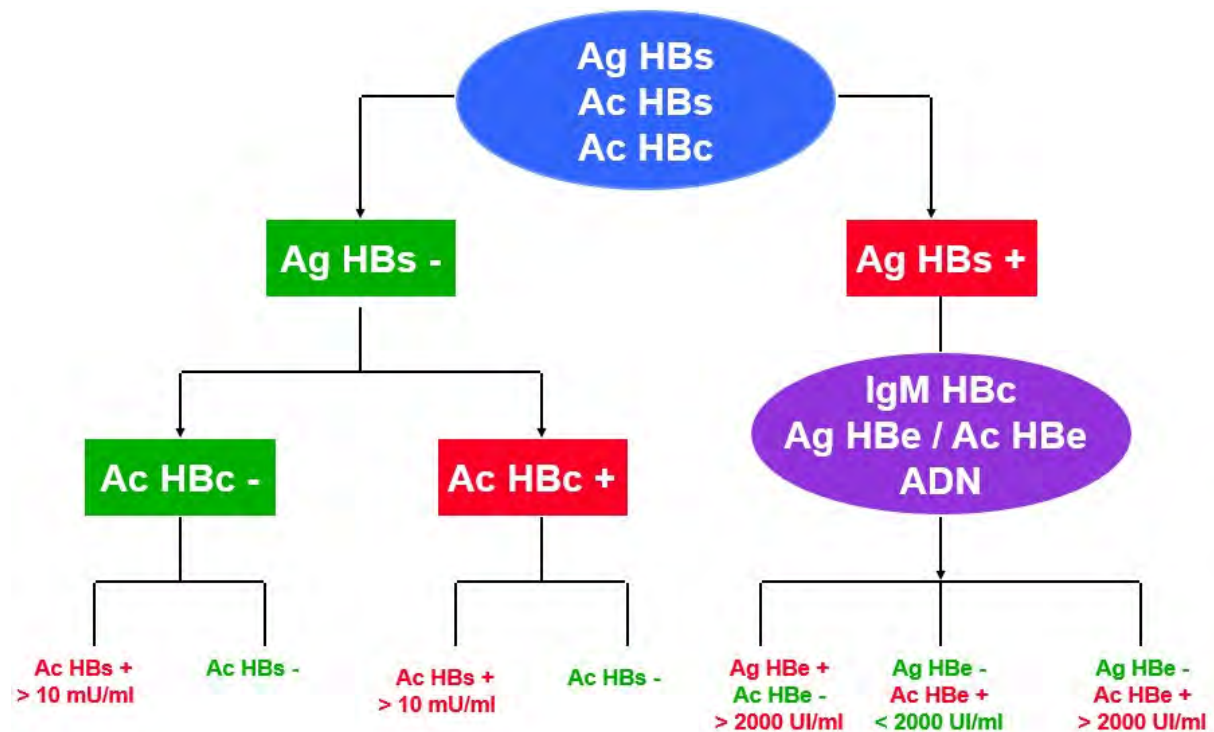 Ag HBs
Ac HBs
Ac HBc
Ag HBs -
Ag HBs +
IgM HBc
Ag HBe / Ac HBe
ADN
Ac HBc -
Ac HBc +
Ac HBs +
> 10 mU/ml
Ac HBs -
Ac HBs +
> 10 mU/ml
Ac HBs -
Ag HBe +
Ac HBe -
> 2000 UI/ml
Ag HBe -
Ac HBe +
< 2000 UI/ml
Ag HBe -
Ac HBe +
> 2000 UI/ml